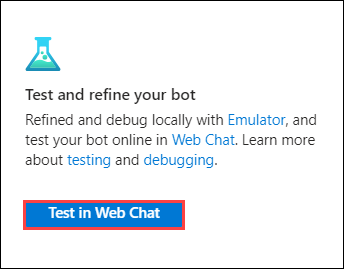 Test and refine your bot
Refined and debug locally with Emulator, and
test your bot online in Web Chat. Learn more
about testing and debugging.
Test in Web Chat